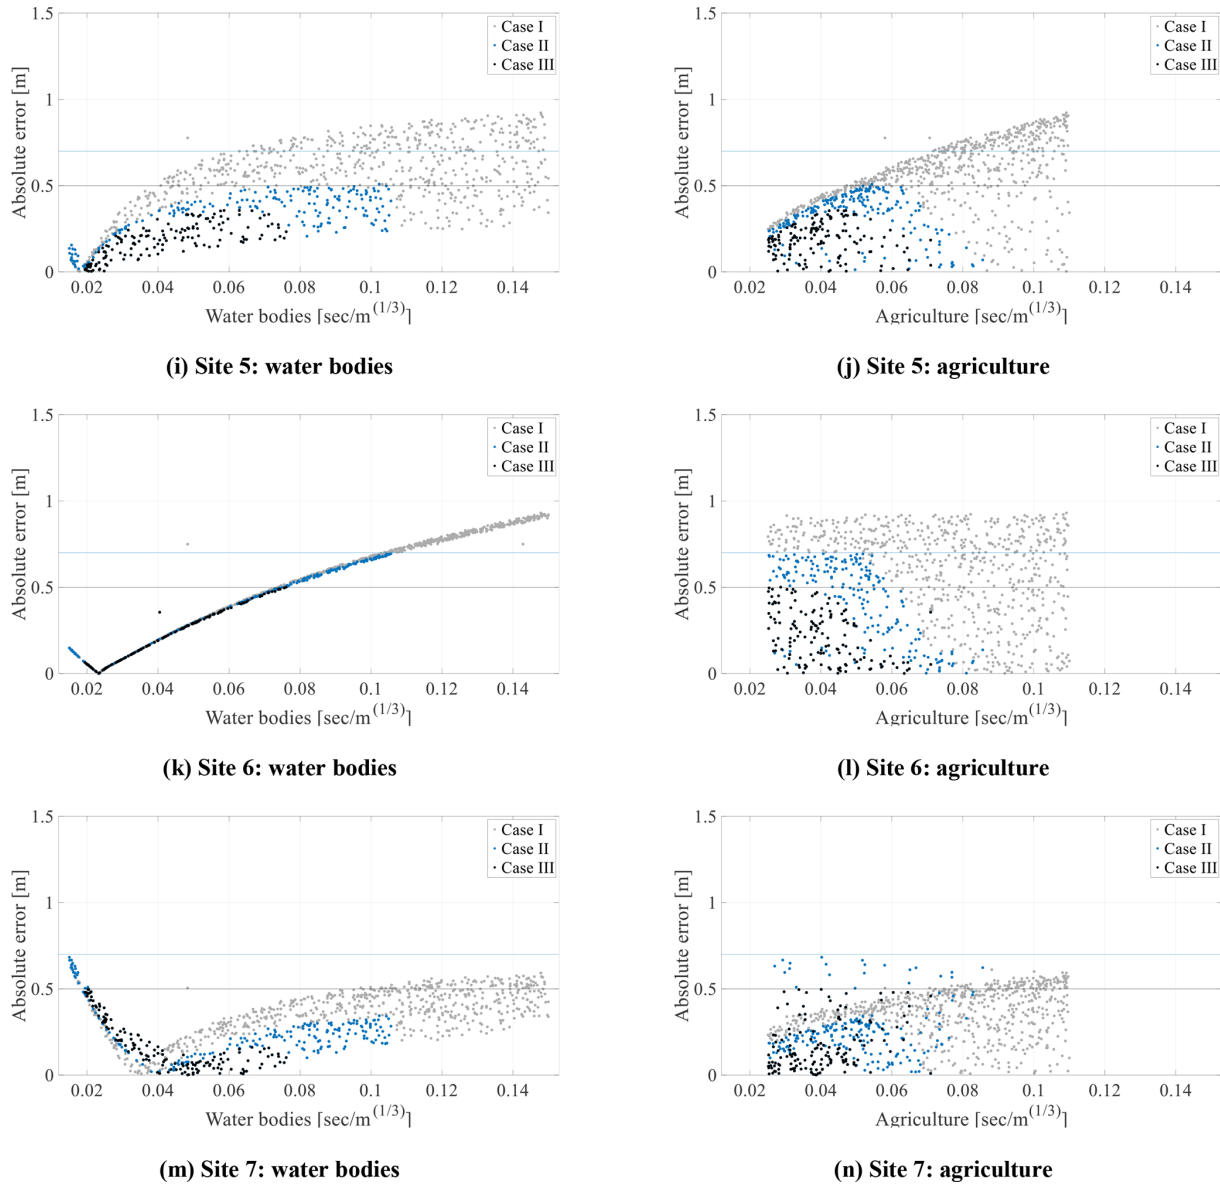 1.5
1
0.5
0
Absolute error [m]
Case I
Case II
Case III
0.02 0.04 0.06 0.08 0.1 0.12 0.14
Water bodies [sec/m^(1/3)]
(i) Site 5: water bodies
1.5
1
0.5
0
Absolute error [m]
Case I
Case II
Case III
0.02 0.04 0.06 0.08 0.1 0.12 0.14
Agriculture [sec/m^(1/3)]
(j) Site 5: agriculture
1.5
1
0.5
0
Absolute error [m]
Case I
Case II
Case III
0.02 0.04 0.06 0.08 0.1 0.12 0.14
Water bodies [sec/m^(1/3)]
(k) Site 6: water bodies
1.5
1
0.5
0
Absolute error [m]
Case I
Case II
Case III
0.02 0.04 0.06 0.08 0.1 0.12 0.14
Agriculture [sec/m^(1/3)]
(l) Site 6: agriculture
1.5
1
0.5
0
Absolute error [m]
Case I
Case II
Case III
0.02 0.04 0.06 0.08 0.1 0.12 0.14
Water bodies [sec/m^(1/3)]
(m) Site 7: water bodies
1.5
1
0.5
0
Absolute error [m]
Case I
Case II
Case III
0.02 0.04 0.06 0.08 0.1 0.12 0.14
Agriculture [sec/m^(1/3)]
(n) Site 7: agriculture